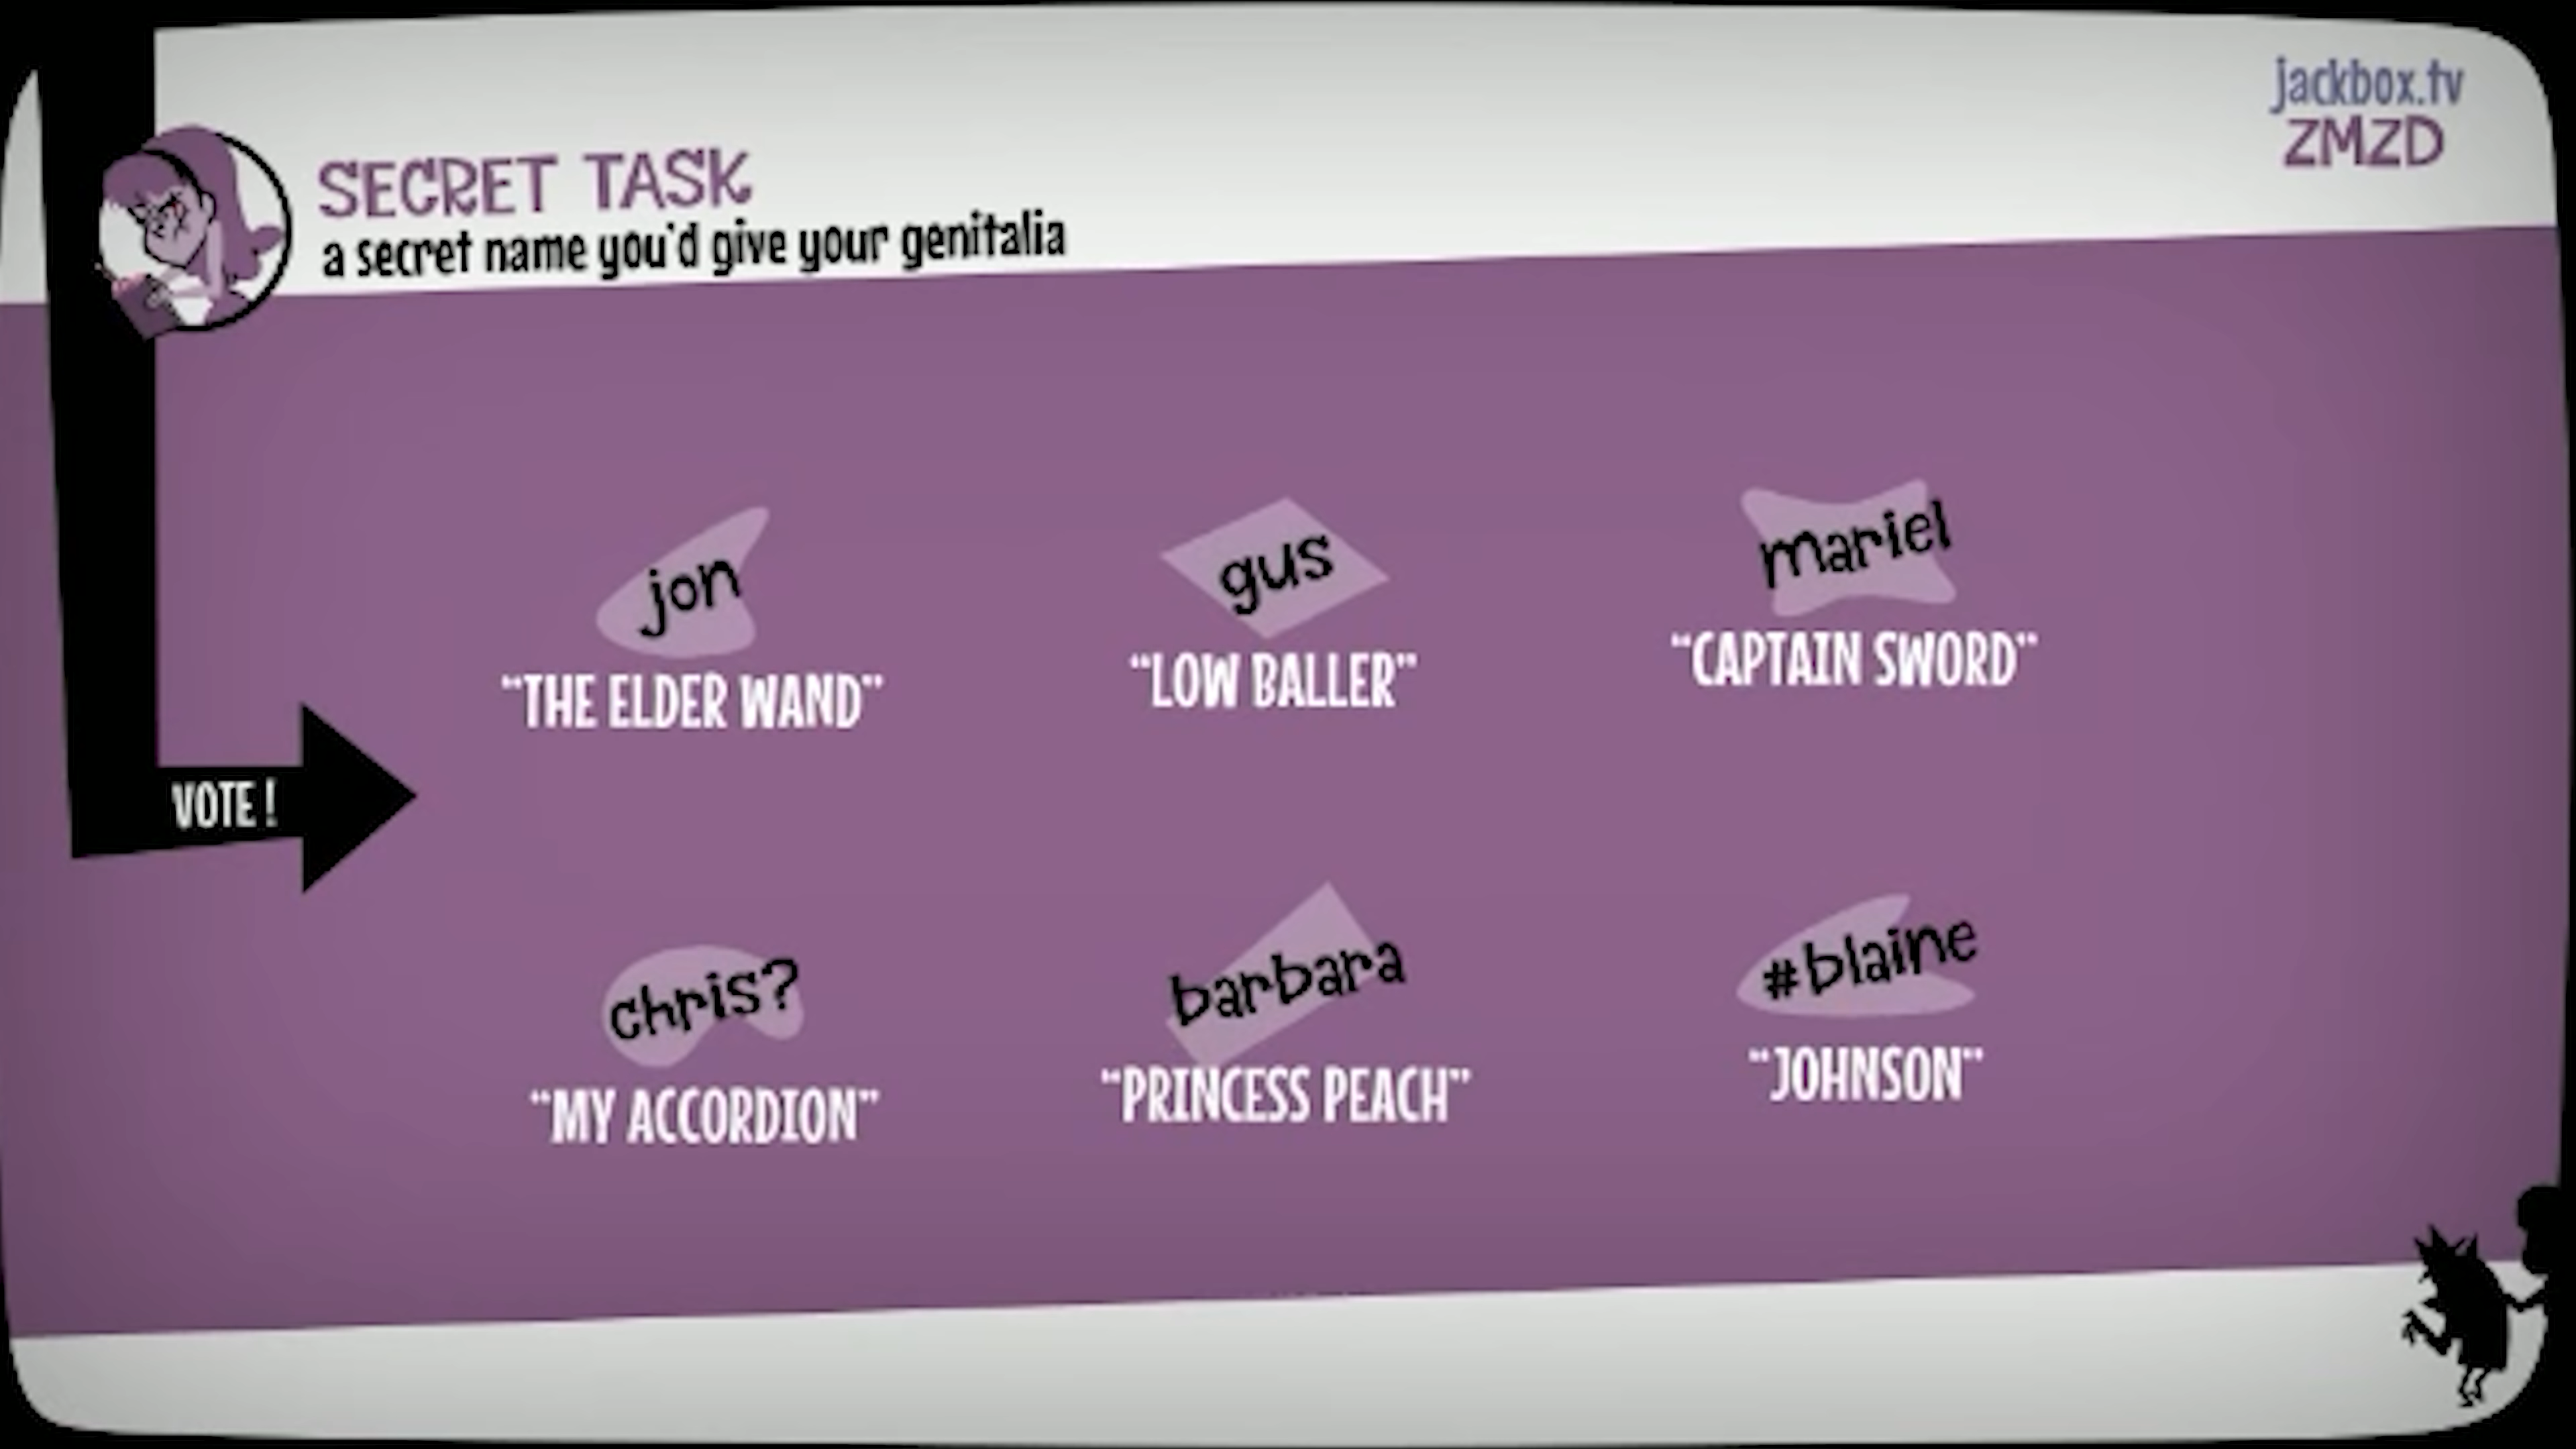 jackbox.tv
ZMZD
SECRET TASK
a secret name you'd give your genitalia
jon
"THE ELDER WAND"
gus
"LOW BALLER"
mariel
"CAPTAIN SWORD"
VOTE!
chris?
"MY ACCORDION"
barbara
"PRINCESS PEACH"
#blaine
"JOHNSON"